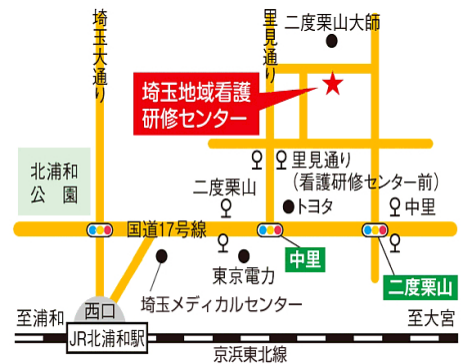 埼玉大通り
里見通り
二度栗山大師
埼玉地域看護
研修センター
北浦和
公　園
里見通り
(看護研修センター前)
二度栗山
トヨタ
中里
国道17号線
中里
東京電力
二度栗山
埼玉メディカルセンター
至浦和
西口
至大宮
JR北浦和駅
京浜東北線